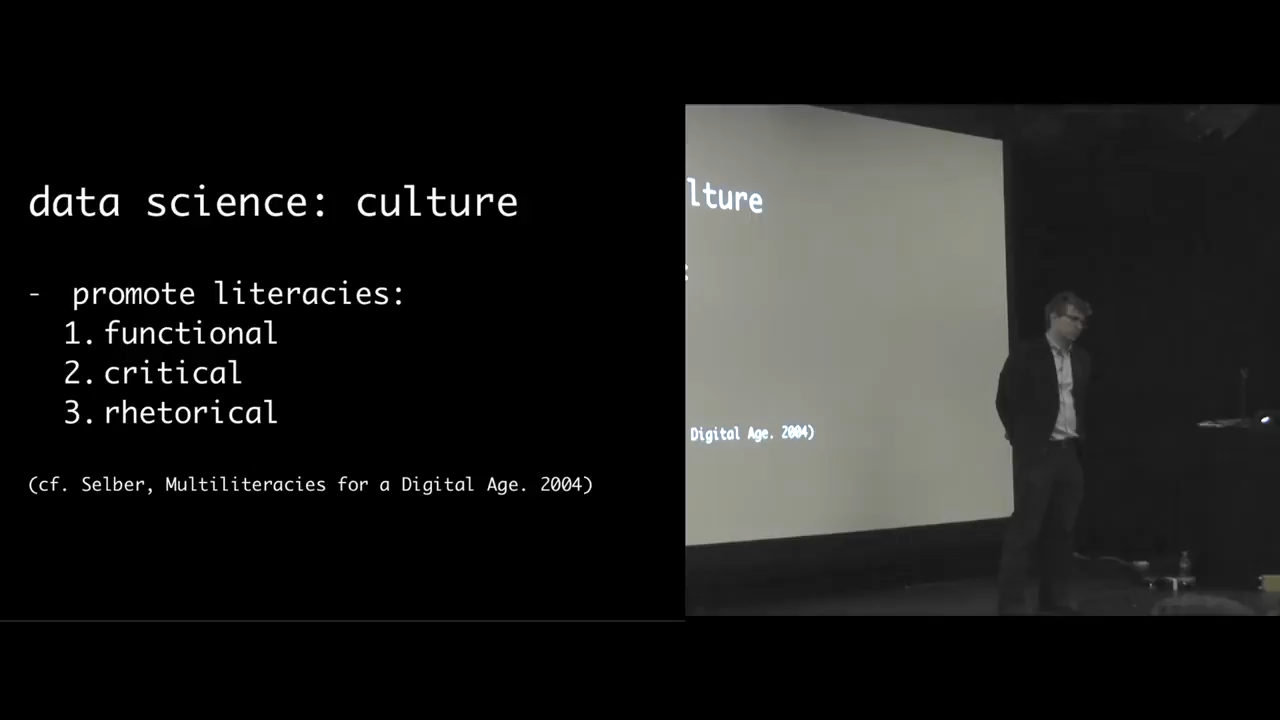 data science: culture
- promote literacies:
1. functional
2. critical
3. rhetorical
(cf. Selber, Multiliteracies for a Digital Age. 2004)
lture
:
Digital Age. 2004)